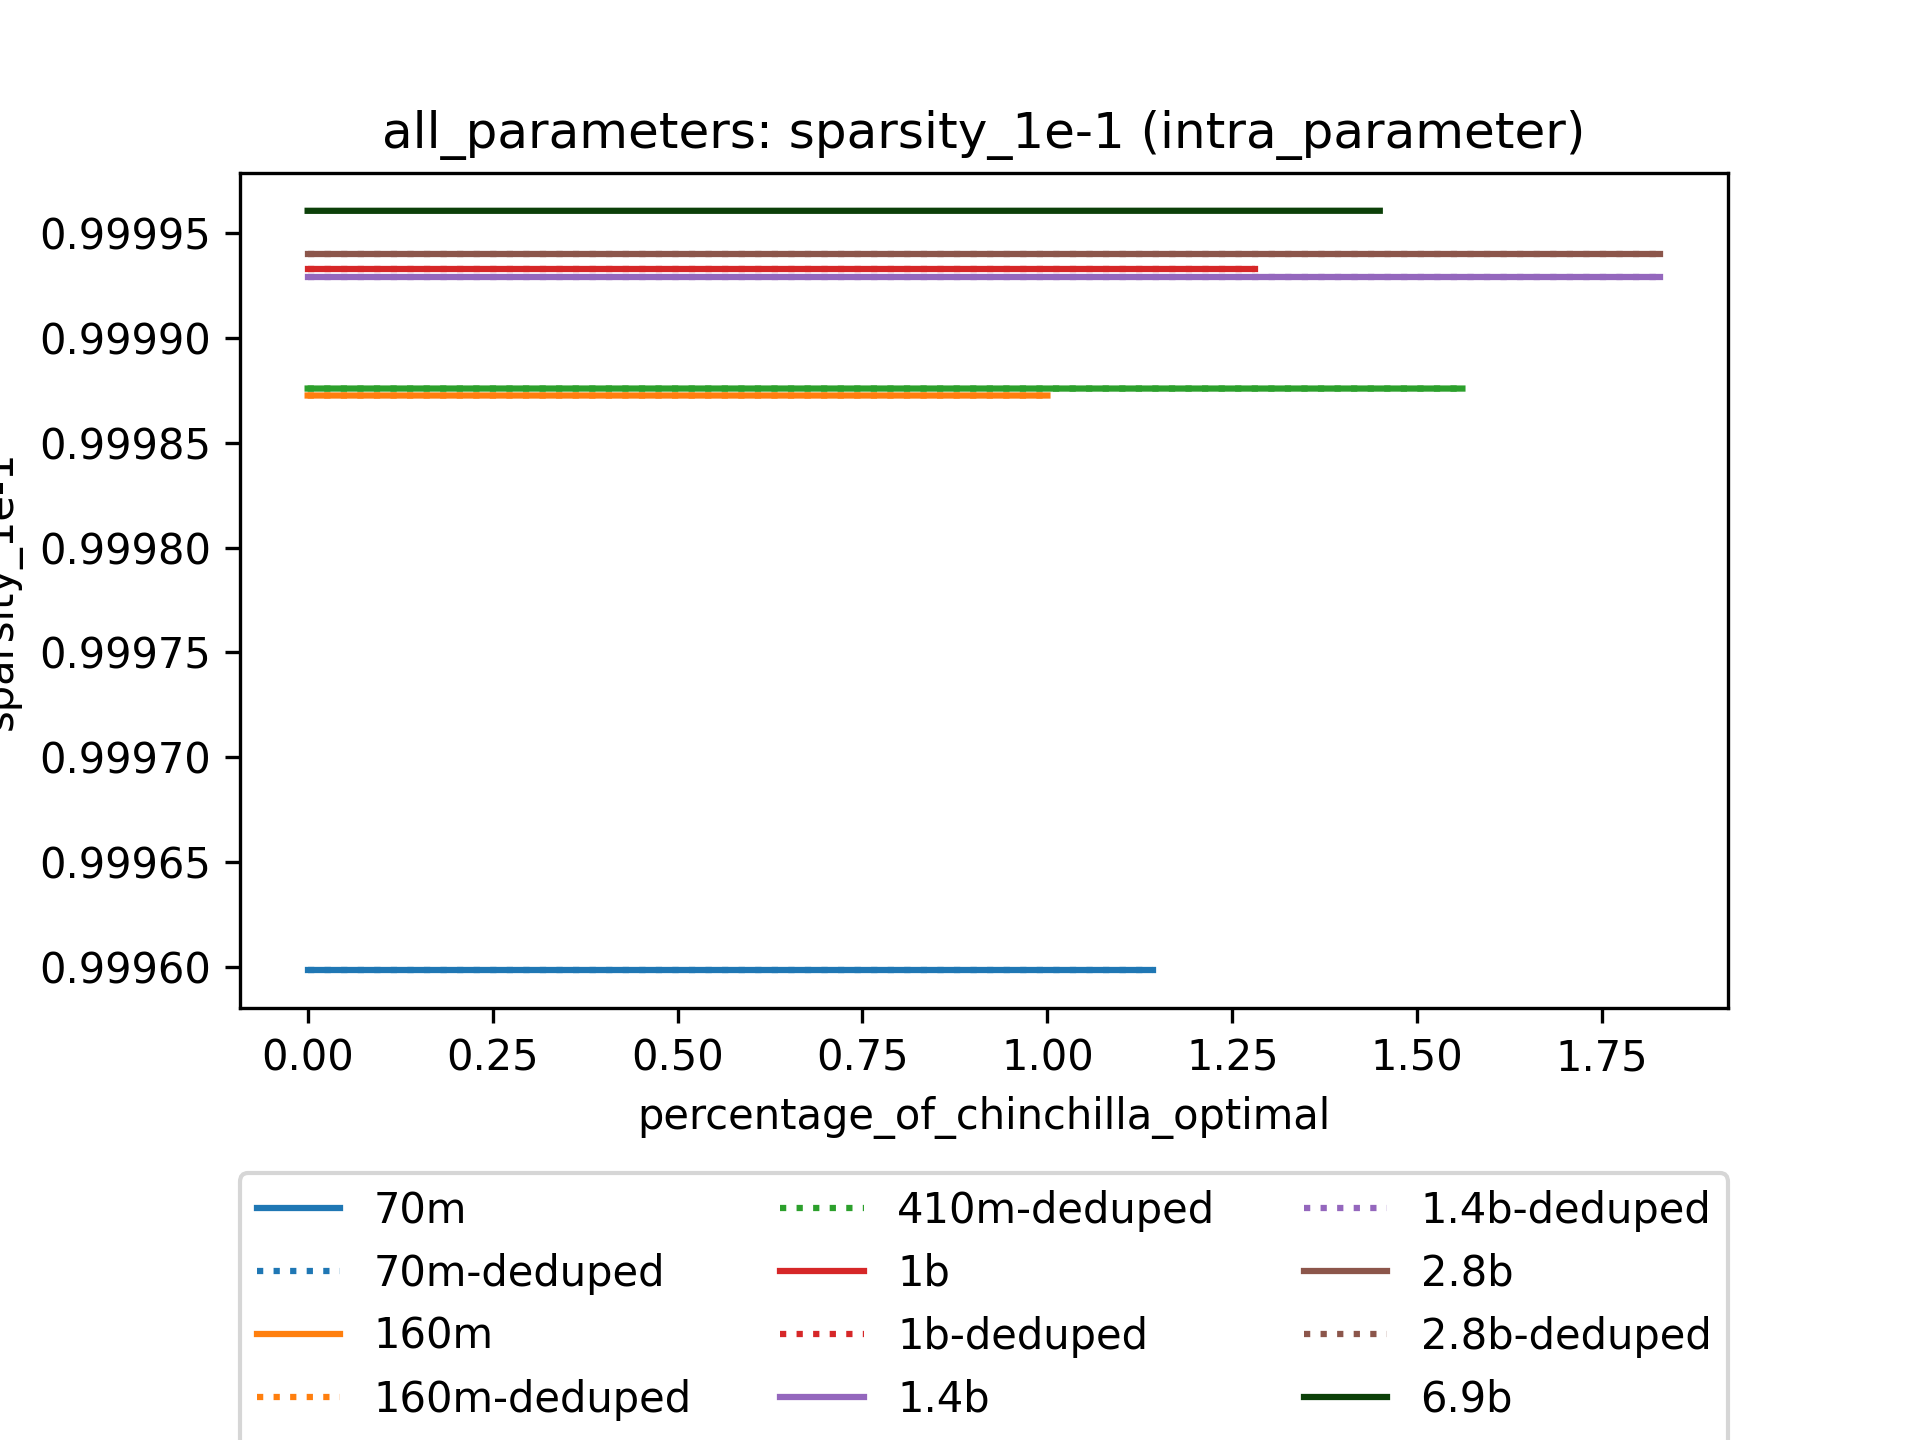 all_parameters: sparsity_1e-1 (intra_parameter)
sparsity_1e-1
0.99995
0.99990
0.99985
0.99980
0.99975
0.99970
0.99965
0.99960
0.00 0.25 0.50 0.75 1.00 1.25 1.50 1.75
percentage_of_chinchilla_optimal
70m 410m-deduped 1.4b-deduped
70m-deduped 1b 2.8b
160m 1b-deduped 2.8b-deduped
160m-deduped 1.4b 6.9b